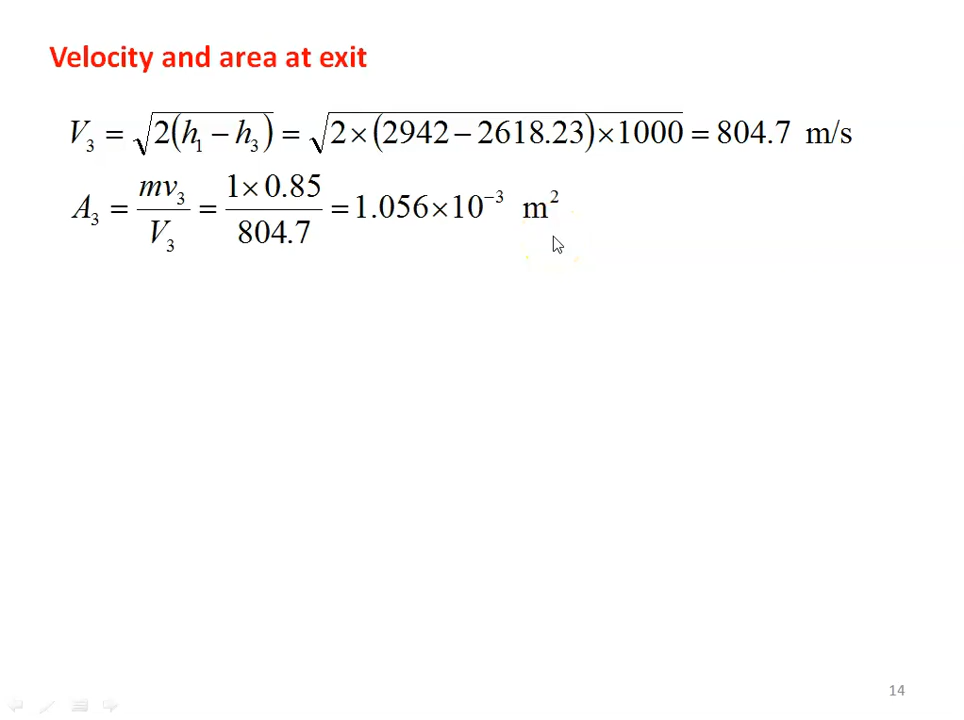 Velocity and area at exit
V₃ = √(2(h₁ − h₃)) = √(2×(2942−2618.23)×1000) = 804.7 m/s
A₃ = mv₃/V₃ = 1×0.85/804.7 = 1.056×10⁻³ m²
14